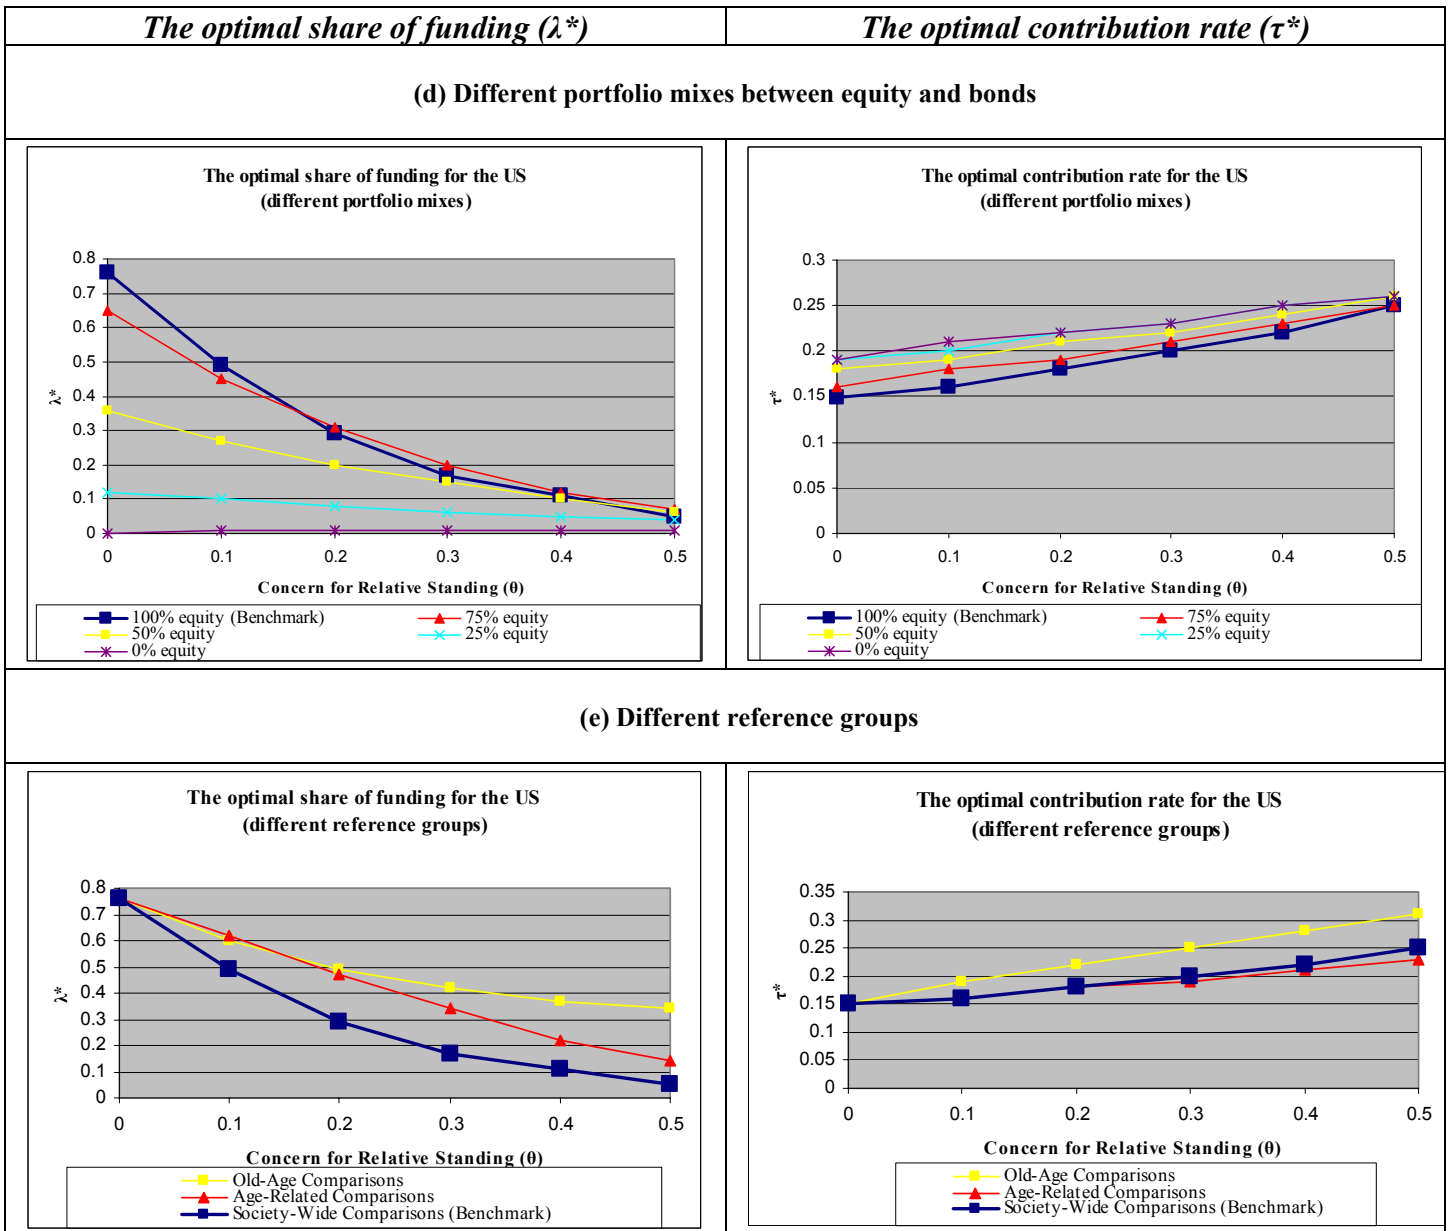 The optimal share of funding (λ*)
The optimal contribution rate (τ*)
(d) Different portfolio mixes between equity and bonds
The optimal share of funding for the US
(different portfolio mixes)
0.8
0.7
0.6
0.5
0.4
0.3
0.2
0.1
0
λ*
0 0.1 0.2 0.3 0.4 0.5
Concern for Relative Standing (θ)
100% equity (Benchmark) 75% equity
50% equity 25% equity
0% equity
The optimal contribution rate for the US
(different portfolio mixes)
0.3
0.25
0.2
0.15
0.1
0.05
0
τ*
0 0.1 0.2 0.3 0.4 0.5
Concern for Relative Standing (θ)
100% equity (Benchmark) 75% equity
50% equity 25% equity
0% equity
(e) Different reference groups
The optimal share of funding for the US
(different reference groups)
0.8
0.7
0.6
0.5
0.4
0.3
0.2
0.1
0
λ*
0 0.1 0.2 0.3 0.4 0.5
Concern for Relative Standing (θ)
Old-Age Comparisons
Age-Related Comparisons
Society-Wide Comparisons (Benchmark)
The optimal contribution rate for the US
(different reference groups)
0.35
0.3
0.25
0.2
0.15
0.1
0.05
0
τ*
0 0.1 0.2 0.3 0.4 0.5
Concern for Relative Standing (θ)
Old-Age Comparisons
Age-Related Comparisons
Society-Wide Comparisons (Benchmark)